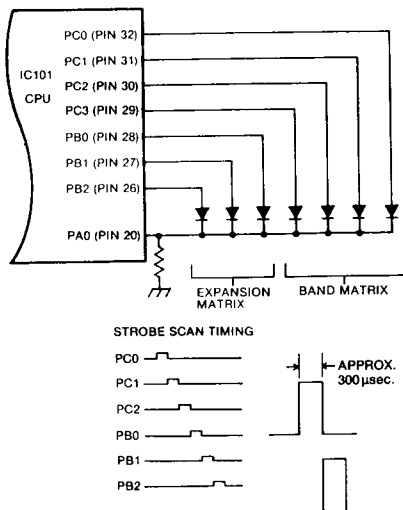 PC0 (PIN 32)
PC1 (PIN 31)
IC101
CPU
PC2 (PIN 30)
PC3 (PIN 29)
PB0 (PIN 28)
PB1 (PIN 27)
PB2 (PIN 26)
PA0 (PIN 20)
EXPANSION
MATRIX
BAND MATRIX
STROBE SCAN TIMING
PC0
PC1
PC2
PB0
PB1
PB2
APPROX.
300 μsec.